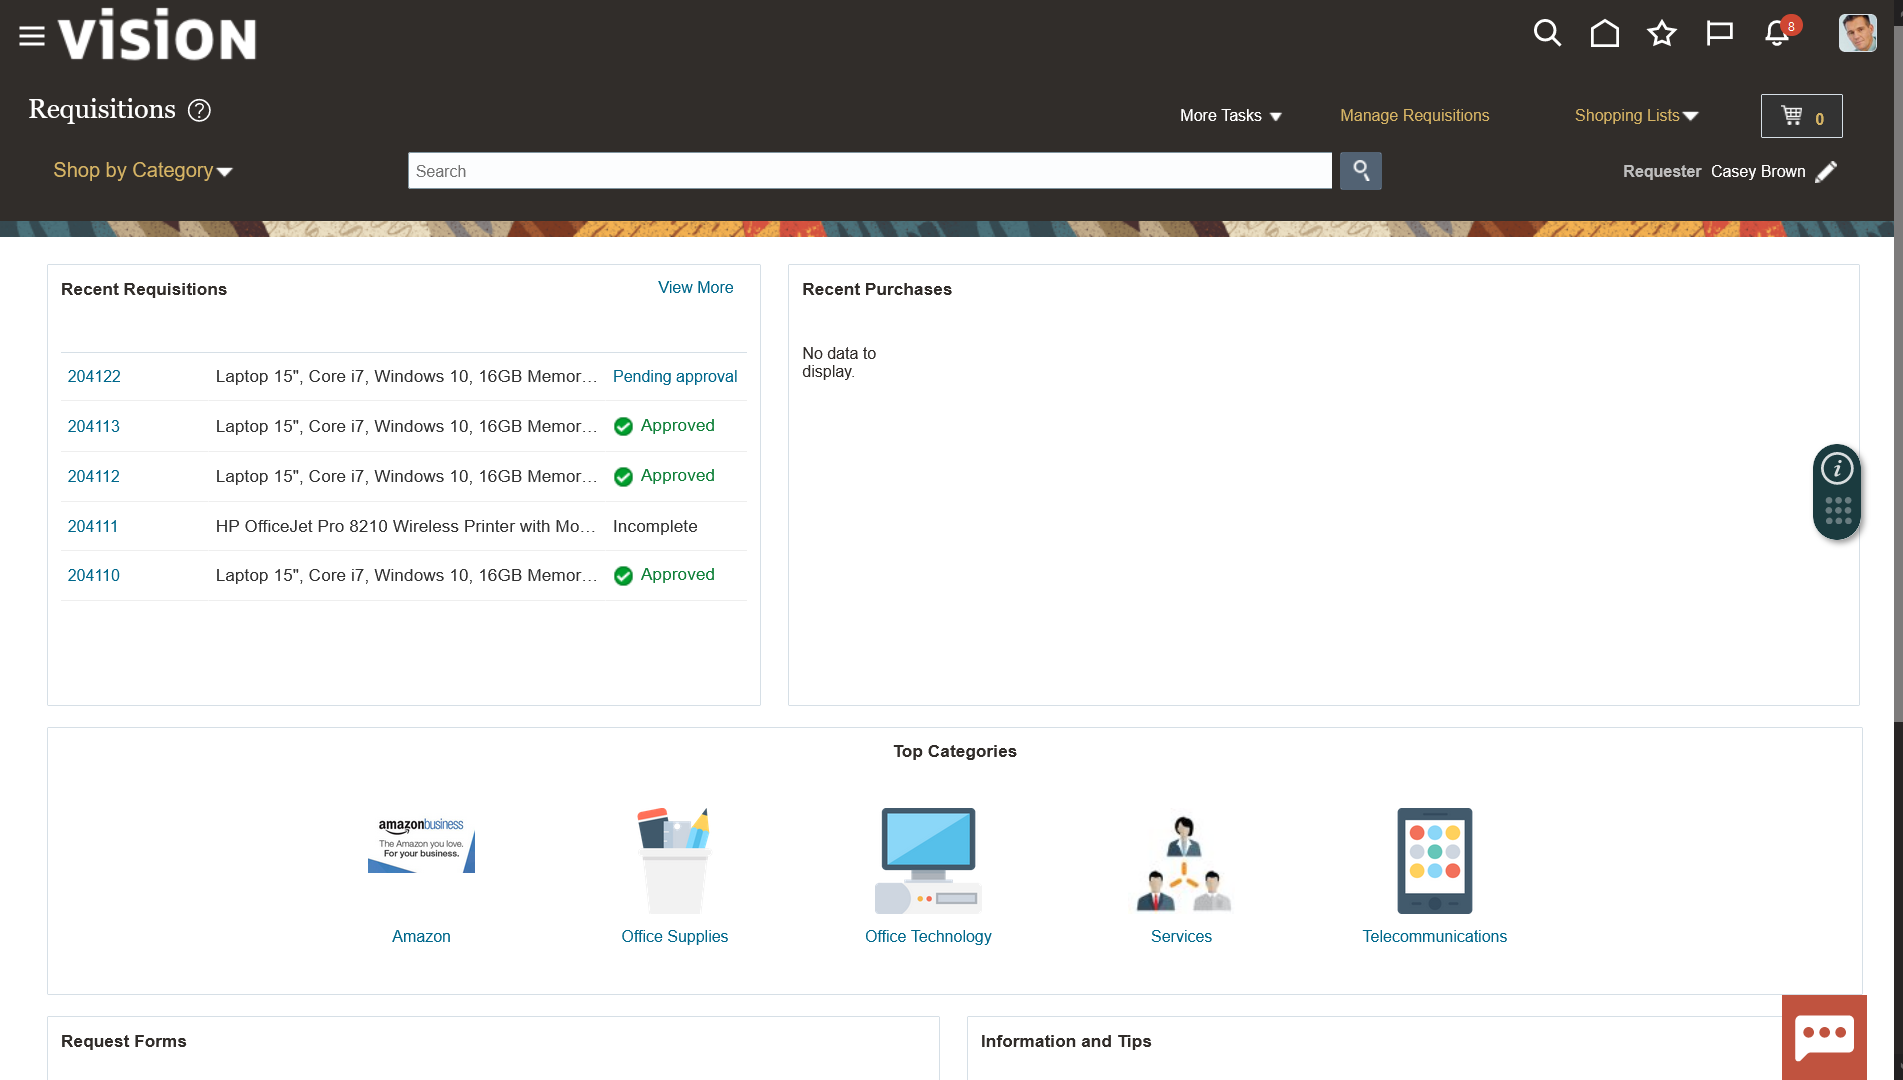 vision
8
Requisitions ?
More Tasks
Manage Requisitions
Shopping Lists
0
Shop by Category
Search
Requester Casey Brown
Recent Requisitions
View More
204122 Laptop 15", Core i7, Windows 10, 16GB Memor... Pending approval
204113 Laptop 15", Core i7, Windows 10, 16GB Memor... Approved
204112 Laptop 15", Core i7, Windows 10, 16GB Memor... Approved
204111 HP OfficeJet Pro 8210 Wireless Printer with Mo... Incomplete
204110 Laptop 15", Core i7, Windows 10, 16GB Memor... Approved
Recent Purchases
No data to
display.
i
Top Categories
amazonbusiness
The Amazon you love.
For your business.
Amazon
Office Supplies
Office Technology
Services
Telecommunications
Request Forms
Information and Tips